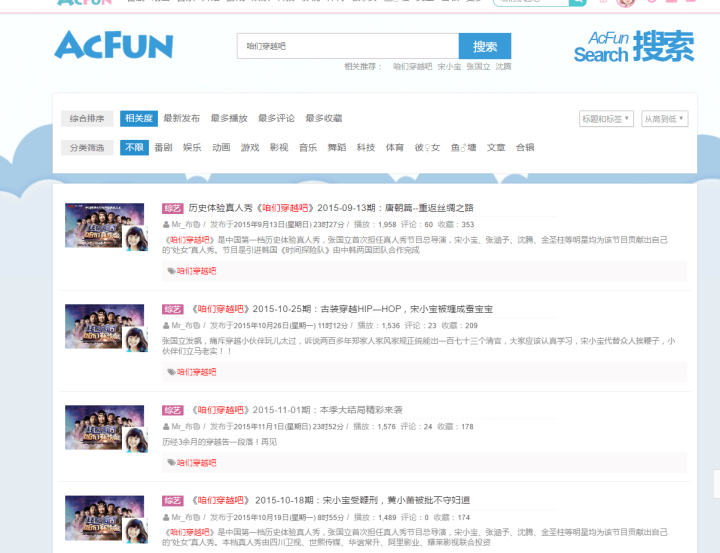 AcFun
咱们穿越吧
搜索
AcFun
Search 搜索
相关推荐： 咱们穿越吧 宋小宝 张国立 沈腾
综合排序 相关度 最新发布 最多播放 最多评论 最多收藏 标题和标签 从高到低
分类筛选 不限 番剧 娱乐 动画 游戏 影视 音乐 舞蹈 科技 体育 彼♀女 鱼♂塘 文章 合辑
综艺 历史体验真人秀《咱们穿越吧》2015-09-13期：唐朝篇--重返丝绸之路
Mr_布鲁 / 发布于2015年9月13日(星期日) 23时27分 / 播放：1,958 评论：60 收藏：353
《咱们穿越吧》是中国第一档历史体验真人秀，张国立首次担任真人秀节目总导演，宋小宝、张涵予、沈腾、金圣柱等明星均为该节目贡献出自己
的“处女”真人秀。节目是引进韩国《时间探险队》由中韩两国团队合作完成
咱们穿越吧
综艺 《咱们穿越吧》2015-10-25期：古装穿越HIP—HOP，宋小宝被缠成蚕宝宝
Mr_布鲁 / 发布于2015年10月26日(星期一) 11时12分 / 播放：1,536 评论：23 收藏：209
张国立发飙，痛斥穿越小伙伴玩儿太过，诉说两百多年郑家人家风家规正统能出一百七十三个清官，大家应该认真学习，宋小宝代替众人挨鞭子，小
伙伴们立马老实！！
咱们穿越吧
综艺 《咱们穿越吧》2015-11-01期：本季大结局精彩来袭
Mr_布鲁 / 发布于2015年11月1日(星期日) 23时52分 / 播放：1,576 评论：24 收藏：178
历经3余月的穿越告一段落！再见
咱们穿越吧
综艺 《咱们穿越吧》 2015-10-18期：宋小宝受鞭刑，黄小蕾被批不守妇道
Mr_布鲁 / 发布于2015年10月19日(星期一) 8时55分 / 播放：1,489 评论：0 收藏：174
《咱们穿越吧》是中国第一档历史体验真人秀，张国立首次担任真人秀节目总导演，宋小宝、张涵予、沈腾、金圣柱等明星均为该节目贡献出自己
的“处女”真人秀。本档真人秀由四川卫视、世熙传媒、华谊常升、阿里影业、耀莱影视联合投资